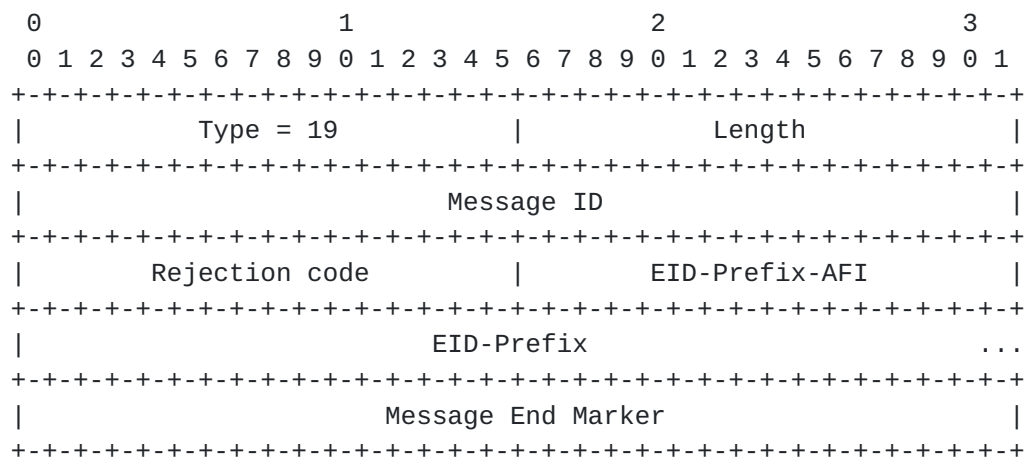 0                   1                   2                   3
 0 1 2 3 4 5 6 7 8 9 0 1 2 3 4 5 6 7 8 9 0 1 2 3 4 5 6 7 8 9 0 1
+-+-+-+-+-+-+-+-+-+-+-+-+-+-+-+-+-+-+-+-+-+-+-+-+-+-+-+-+-+-+-+-+
|           Type = 19           |            Length             |
+-+-+-+-+-+-+-+-+-+-+-+-+-+-+-+-+-+-+-+-+-+-+-+-+-+-+-+-+-+-+-+-+
|                           Message ID                          |
+-+-+-+-+-+-+-+-+-+-+-+-+-+-+-+-+-+-+-+-+-+-+-+-+-+-+-+-+-+-+-+-+
|        Rejection code         |        EID-Prefix-AFI         |
+-+-+-+-+-+-+-+-+-+-+-+-+-+-+-+-+-+-+-+-+-+-+-+-+-+-+-+-+-+-+-+-+
|                          EID-Prefix                         ...
+-+-+-+-+-+-+-+-+-+-+-+-+-+-+-+-+-+-+-+-+-+-+-+-+-+-+-+-+-+-+-+-+
|                       Message End Marker                      |
+-+-+-+-+-+-+-+-+-+-+-+-+-+-+-+-+-+-+-+-+-+-+-+-+-+-+-+-+-+-+-+-+